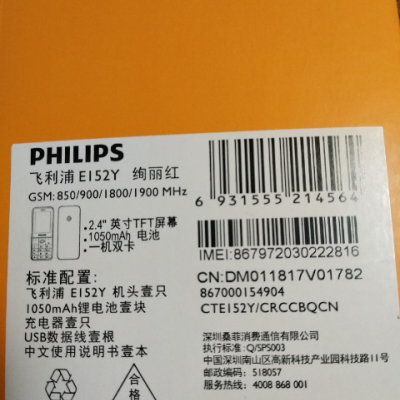 PHILIPS
飞利浦 E152Y 绚丽红
GSM: 850/900/1800/1900 MHz
2.4" 英寸TFT屏幕
1050mAh 电池
一机双卡
6 931555 214564
IMEI:867972030222816
CN:DM011817V01782
867000154904
CTE152Y/CRCCBQCN
标准配置：
飞利浦 E152Y 机头壹只
1050mAh锂电池壹块
充电器壹只
USB数据线壹根
中文使用说明书壹本
合格
深圳桑菲消费通信有限公司
执行标准: Q/SPS003
中国深圳南山区高新科技产业园科技路11号
邮政编码: 518057
服务热线: 4008 868 001